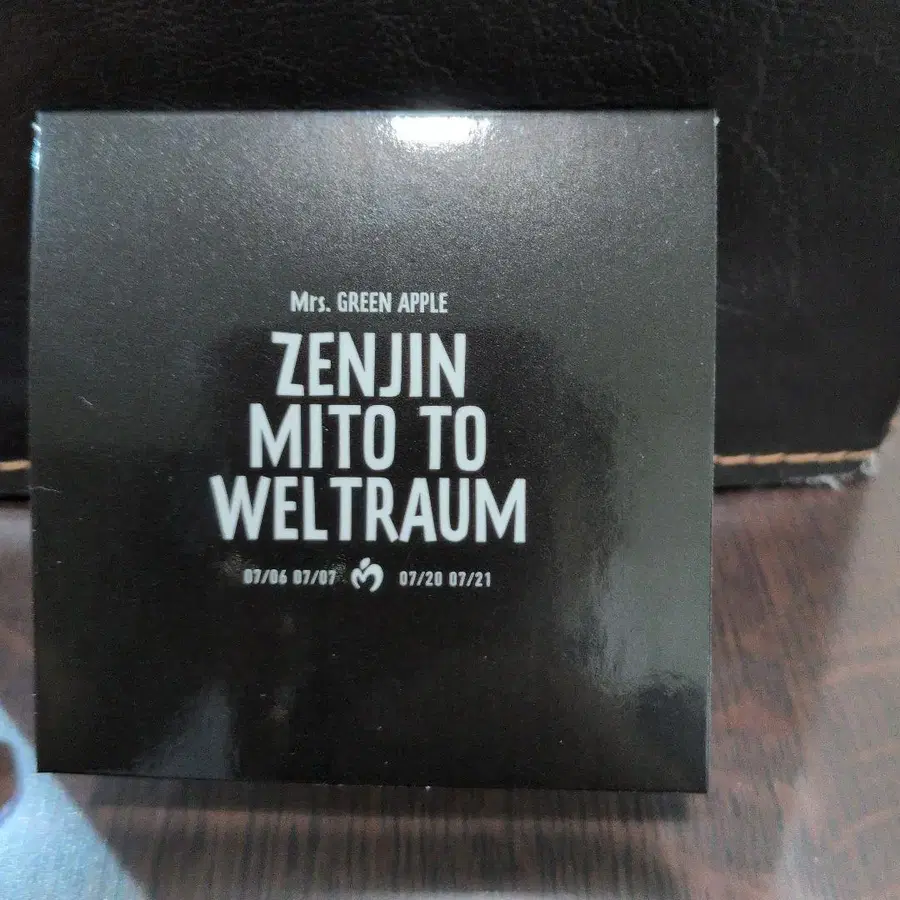 Mrs. GREEN APPLE
ZENJIN
MITO TO
WELTRAUM
07/06 07/07 07/20 07/21